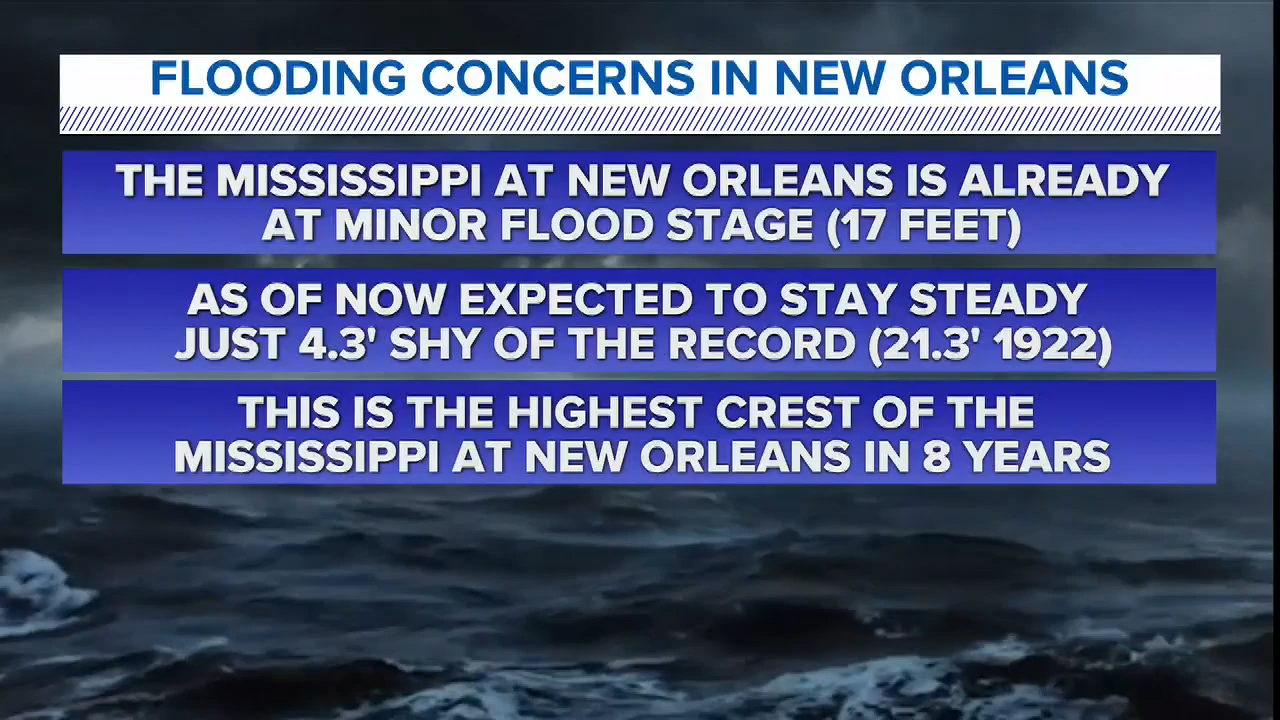 FLOODING CONCERNS IN NEW ORLEANS
THE MISSISSIPPI AT NEW ORLEANS IS ALREADY
AT MINOR FLOOD STAGE (17 FEET)
AS OF NOW EXPECTED TO STAY STEADY
JUST 4.3' SHY OF THE RECORD (21.3' 1922)
THIS IS THE HIGHEST CREST OF THE
MISSISSIPPI AT NEW ORLEANS IN 8 YEARS